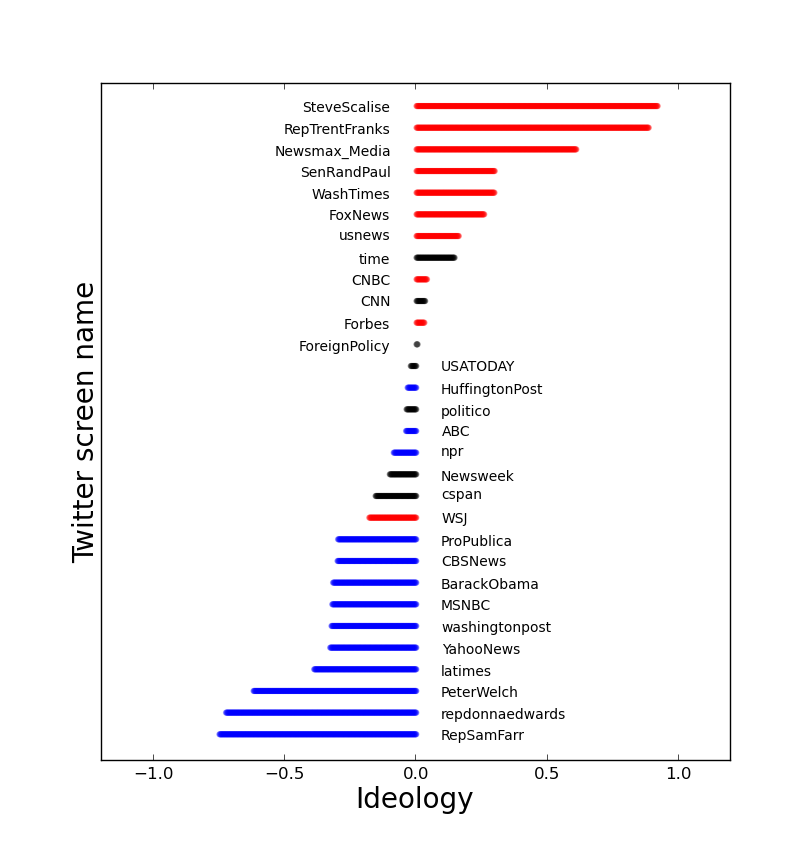 SteveScalise
RepTrentFranks
Newsmax_Media
SenRandPaul
WashTimes
FoxNews
usnews
time
CNBC
CNN
Forbes
ForeignPolicy
USATODAY
HuffingtonPost
politico
ABC
npr
Newsweek
cspan
WSJ
ProPublica
CBSNews
BarackObama
MSNBC
washingtonpost
YahooNews
latimes
PeterWelch
repdonnaedwards
RepSamFarr
Twitter screen name
−1.0 −0.5 0.0 0.5 1.0
Ideology